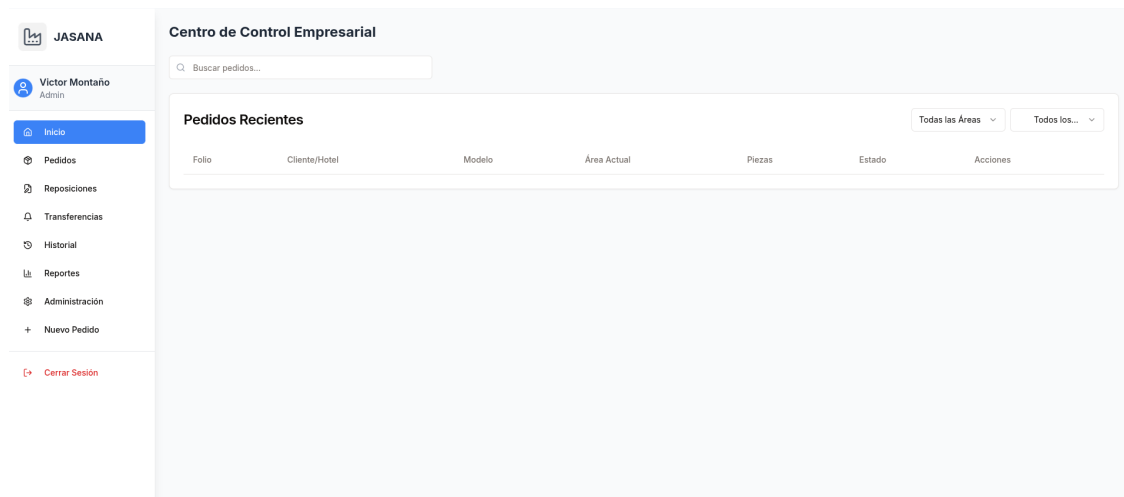 JASANA
Victor Montaño
Admin
Inicio
Pedidos
Reposiciones
Transferencias
Historial
Reportes
Administración
Nuevo Pedido
Cerrar Sesión
Centro de Control Empresarial
Buscar pedidos...
Pedidos Recientes
Todas las Áreas
Todos los...
Folio Cliente/Hotel Modelo Área Actual Piezas Estado Acciones